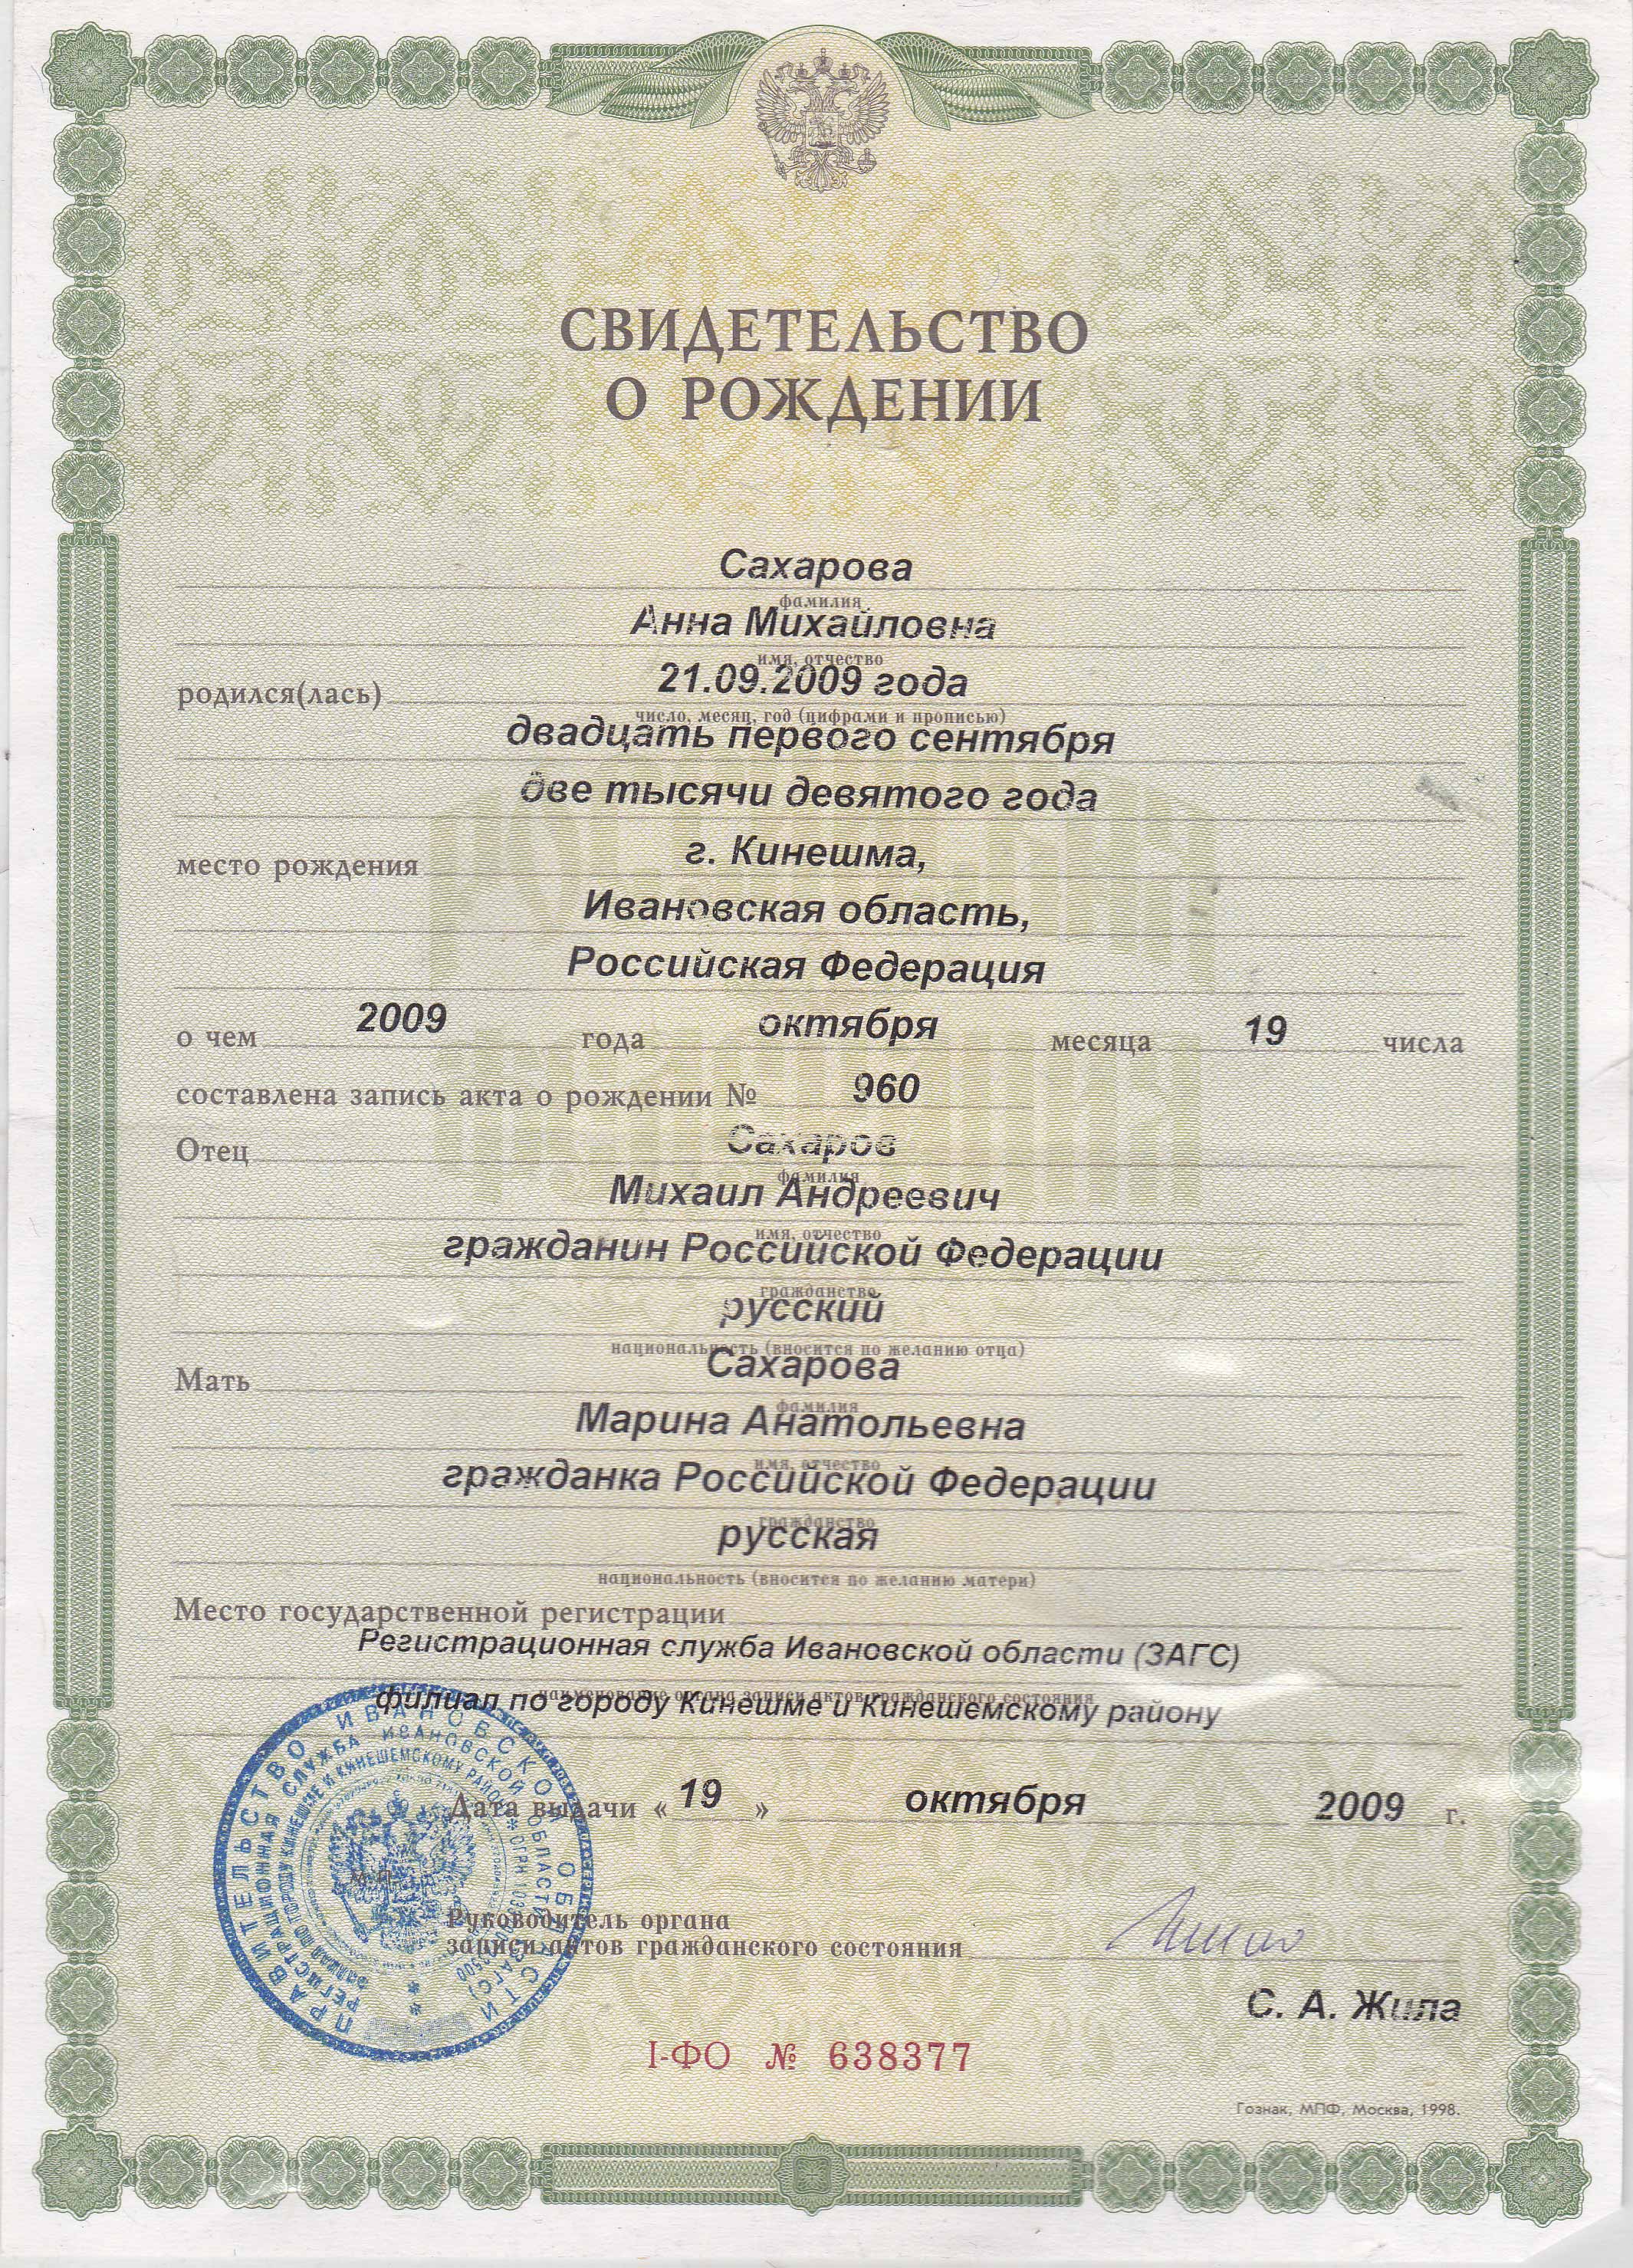 СВИДЕТЕЛЬСТВО
О РОЖДЕНИИ
Сахарова
фамилия
Анна Михайловна
имя, отчество
родился(лась) 21.09.2009 года
число, месяц, год (цифрами и прописью)
двадцать первого сентября
две тысячи девятого года
место рождения г. Кинешма,
Ивановская область,
Российская Федерация
о чем 2009 года октября месяца 19 числа
составлена запись акта о рождении № 960
Отец Сахаров
фамилия
Михаил Андреевич
имя, отчество
гражданин Российской Федерации
гражданство
русский
национальность (вносится по желанию отца)
Мать Сахарова
фамилия
Марина Анатольевна
имя, отчество
гражданка Российской Федерации
гражданство
русская
национальность (вносится по желанию матери)
Место государственной регистрации
Регистрационная служба Ивановской области (ЗАГС)
наименование органа записи актов гражданского состояния
филиал по городу Кинешме и Кинешемскому району
ПРАВИТЕЛЬСТВО ИВАНОВСКОЙ ОБЛАСТИ
РЕГИСТРАЦИОННАЯ СЛУЖБА ИВАНОВСКОЙ ОБЛАСТИ (ЗАГС)
ФИЛИАЛ ПО ГОРОДУ КИНЕШМЕ И КИНЕШЕМСКОМУ РАЙОНУ
Дата выдачи « 19 » октября 2009 г.
М.П.
Руководитель органа
записи актов гражданского состояния
С. А. Жила
I-ФО № 638377
Гознак, МПФ, Москва, 1998.